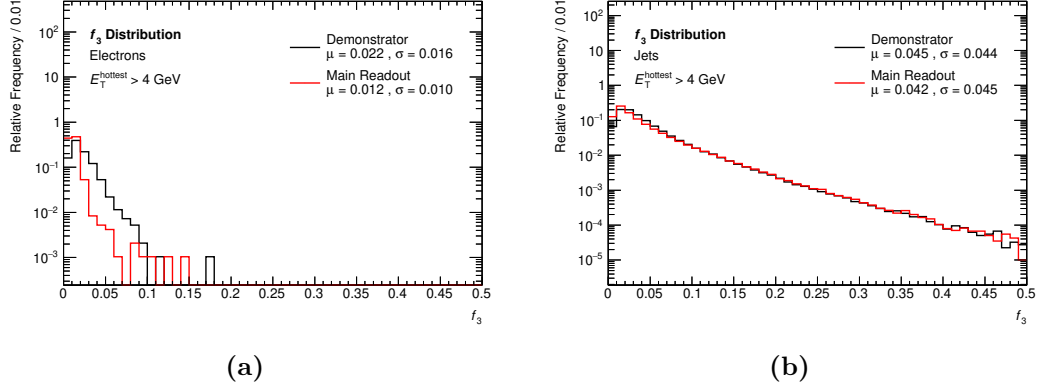 Relative Frequency / 0.01
10²
10
1
10⁻¹
10⁻²
10⁻³
f₃ Distribution
Electrons
E_T^hottest > 4 GeV
Demonstrator
μ = 0.022 , σ = 0.016
Main Readout
μ = 0.012 , σ = 0.010
0 0.05 0.1 0.15 0.2 0.25 0.3 0.35 0.4 0.45 0.5
f₃
(a)
Relative Frequency / 0.01
10²
10
1
10⁻¹
10⁻²
10⁻³
10⁻⁴
10⁻⁵
f₃ Distribution
Jets
E_T^hottest > 4 GeV
Demonstrator
μ = 0.045 , σ = 0.044
Main Readout
μ = 0.042 , σ = 0.045
0 0.05 0.1 0.15 0.2 0.25 0.3 0.35 0.4 0.45 0.5
f₃
(b)